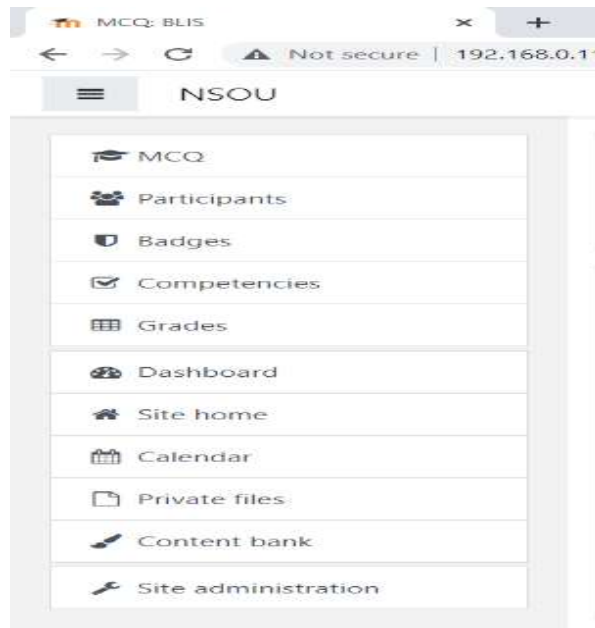 MCQ: BLIS
Not secure | 192.168.0.1
NSOU
MCQ
Participants
Badges
Competencies
Grades
Dashboard
Site home
Calendar
Private files
Content bank
Site administration